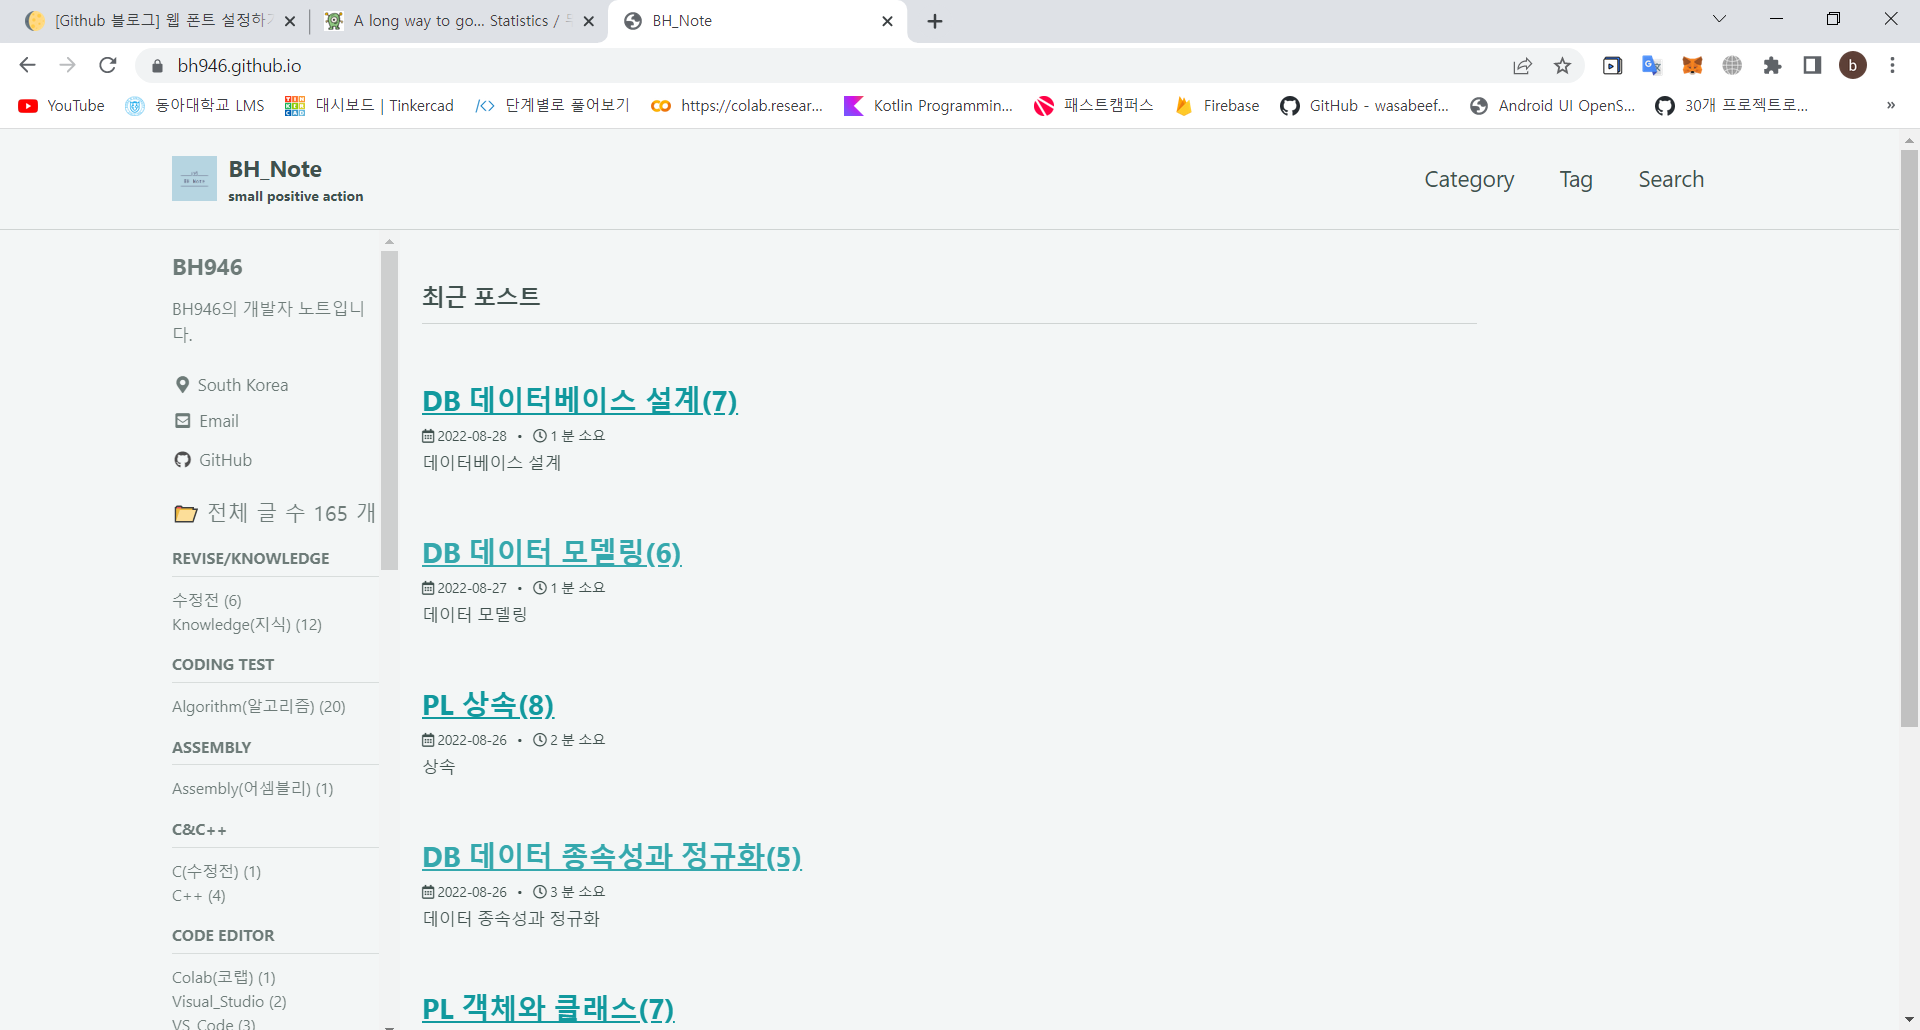 [Github 블로그] 웹 폰트 설정하기
A long way to go... Statistics /
BH_Note
bh946.github.io
b
YouTube
동아대학교 LMS
대시보드 | Tinkercad
단계별로 풀어보기
https://colab.resear...
Kotlin Programmin...
패스트캠퍼스
Firebase
GitHub - wasabeef...
Android UI OpenS...
30개 프로젝트로...
»
BH_Note
small positive action
Category
Tag
Search
BH946
BH946의 개발자 노트입니
다.
South Korea
Email
GitHub
전체 글 수 165 개
REVISE/KNOWLEDGE
수정전 (6)
Knowledge(지식) (12)
CODING TEST
Algorithm(알고리즘) (20)
ASSEMBLY
Assembly(어셈블리) (1)
C&C++
C(수정전) (1)
C++ (4)
CODE EDITOR
Colab(코랩) (1)
Visual_Studio (2)
VS_Code (3)
최근 포스트
DB 데이터베이스 설계(7)
2022-08-28 • 1 분 소요
데이터베이스 설계
DB 데이터 모델링(6)
2022-08-27 • 1 분 소요
데이터 모델링
PL 상속(8)
2022-08-26 • 2 분 소요
상속
DB 데이터 종속성과 정규화(5)
2022-08-26 • 3 분 소요
데이터 종속성과 정규화
PL 객체와 클래스(7)